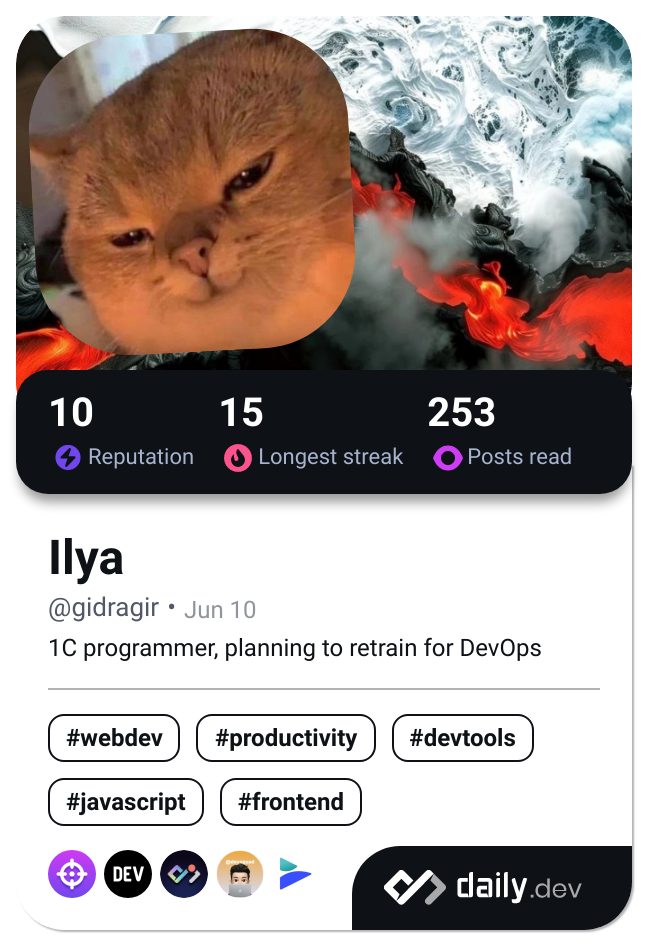 10 15 253
Reputation Longest streak Posts read
Ilya
@gidragir • Jun 10
1C programmer, planning to retrain for DevOps
#webdev #productivity #devtools
#javascript #frontend
DEV
daily.dev